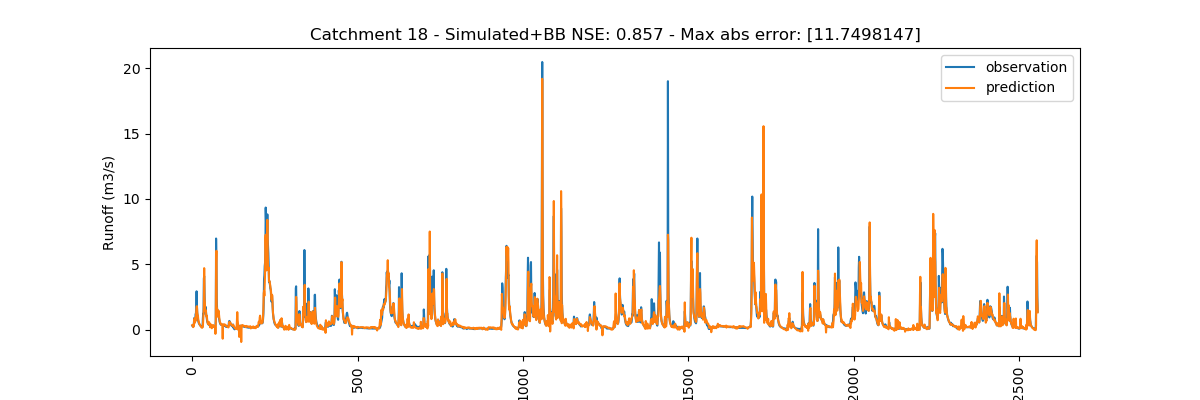 Catchment 18 - Simulated+BB NSE: 0.857 - Max abs error: [11.7498147]
observation
prediction
Runoff (m3/s)
20
15
10
5
0
0
500
1000
1500
2000
2500